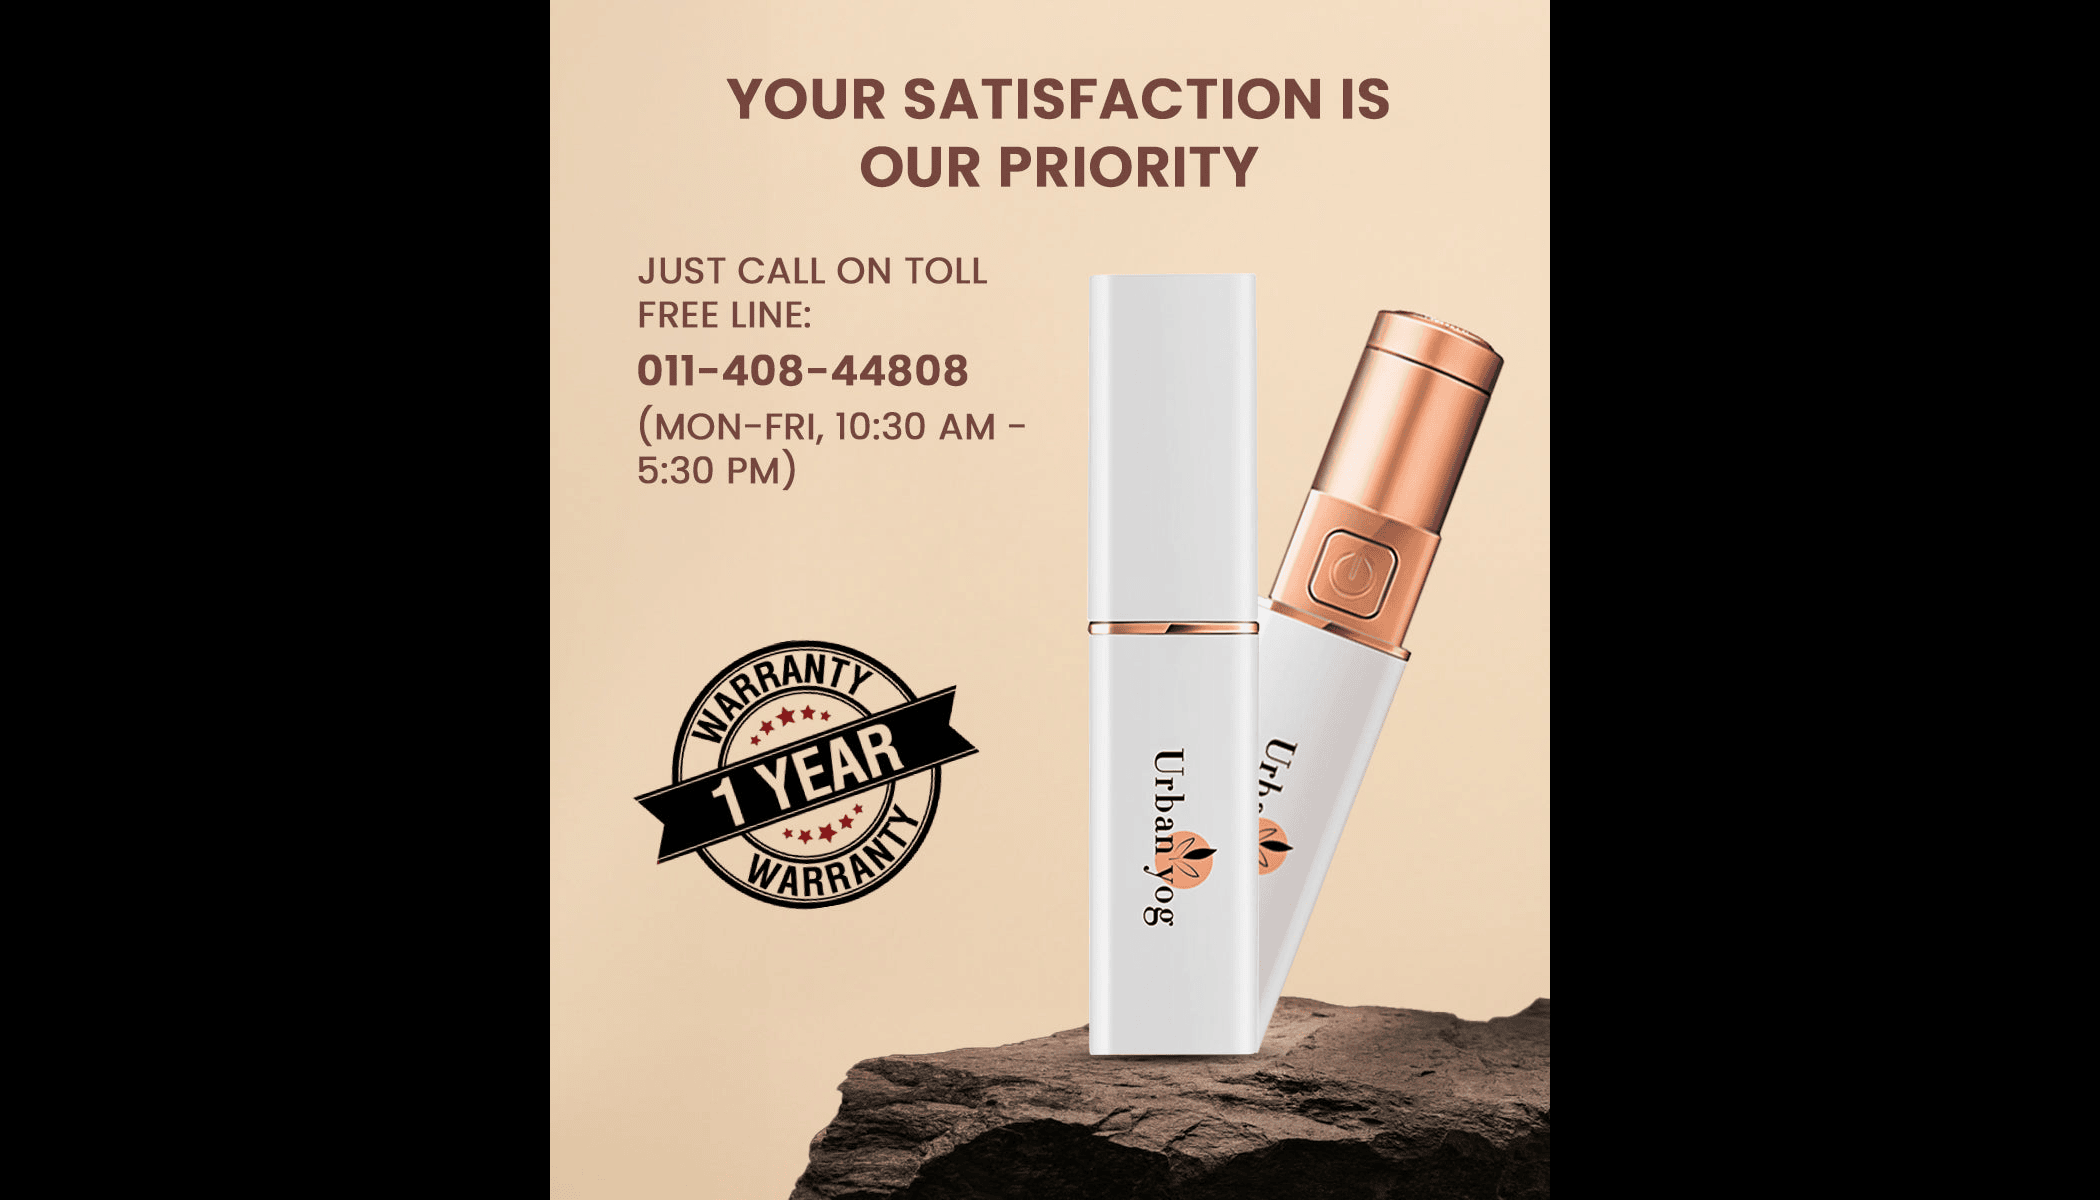 YOUR SATISFACTION IS
OUR PRIORITY
JUST CALL ON TOLL
FREE LINE:
011-408-44808
(MON-FRI, 10:30 AM -
5:30 PM)
WARRANTY
1 YEAR
WARRANTY
Urban yog